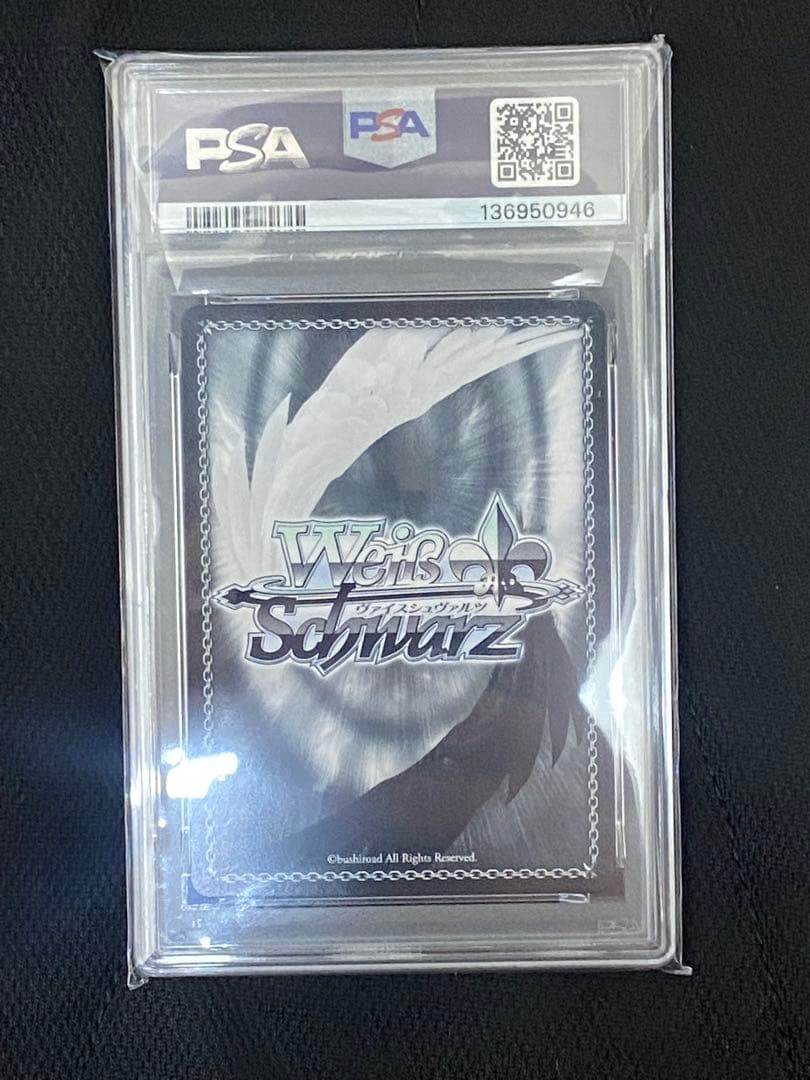 PSA
PSA
136950946
Weiß
ヴァイスシュヴァルツ
Schwarz
©bushiroad All Rights Reserved.
PSA